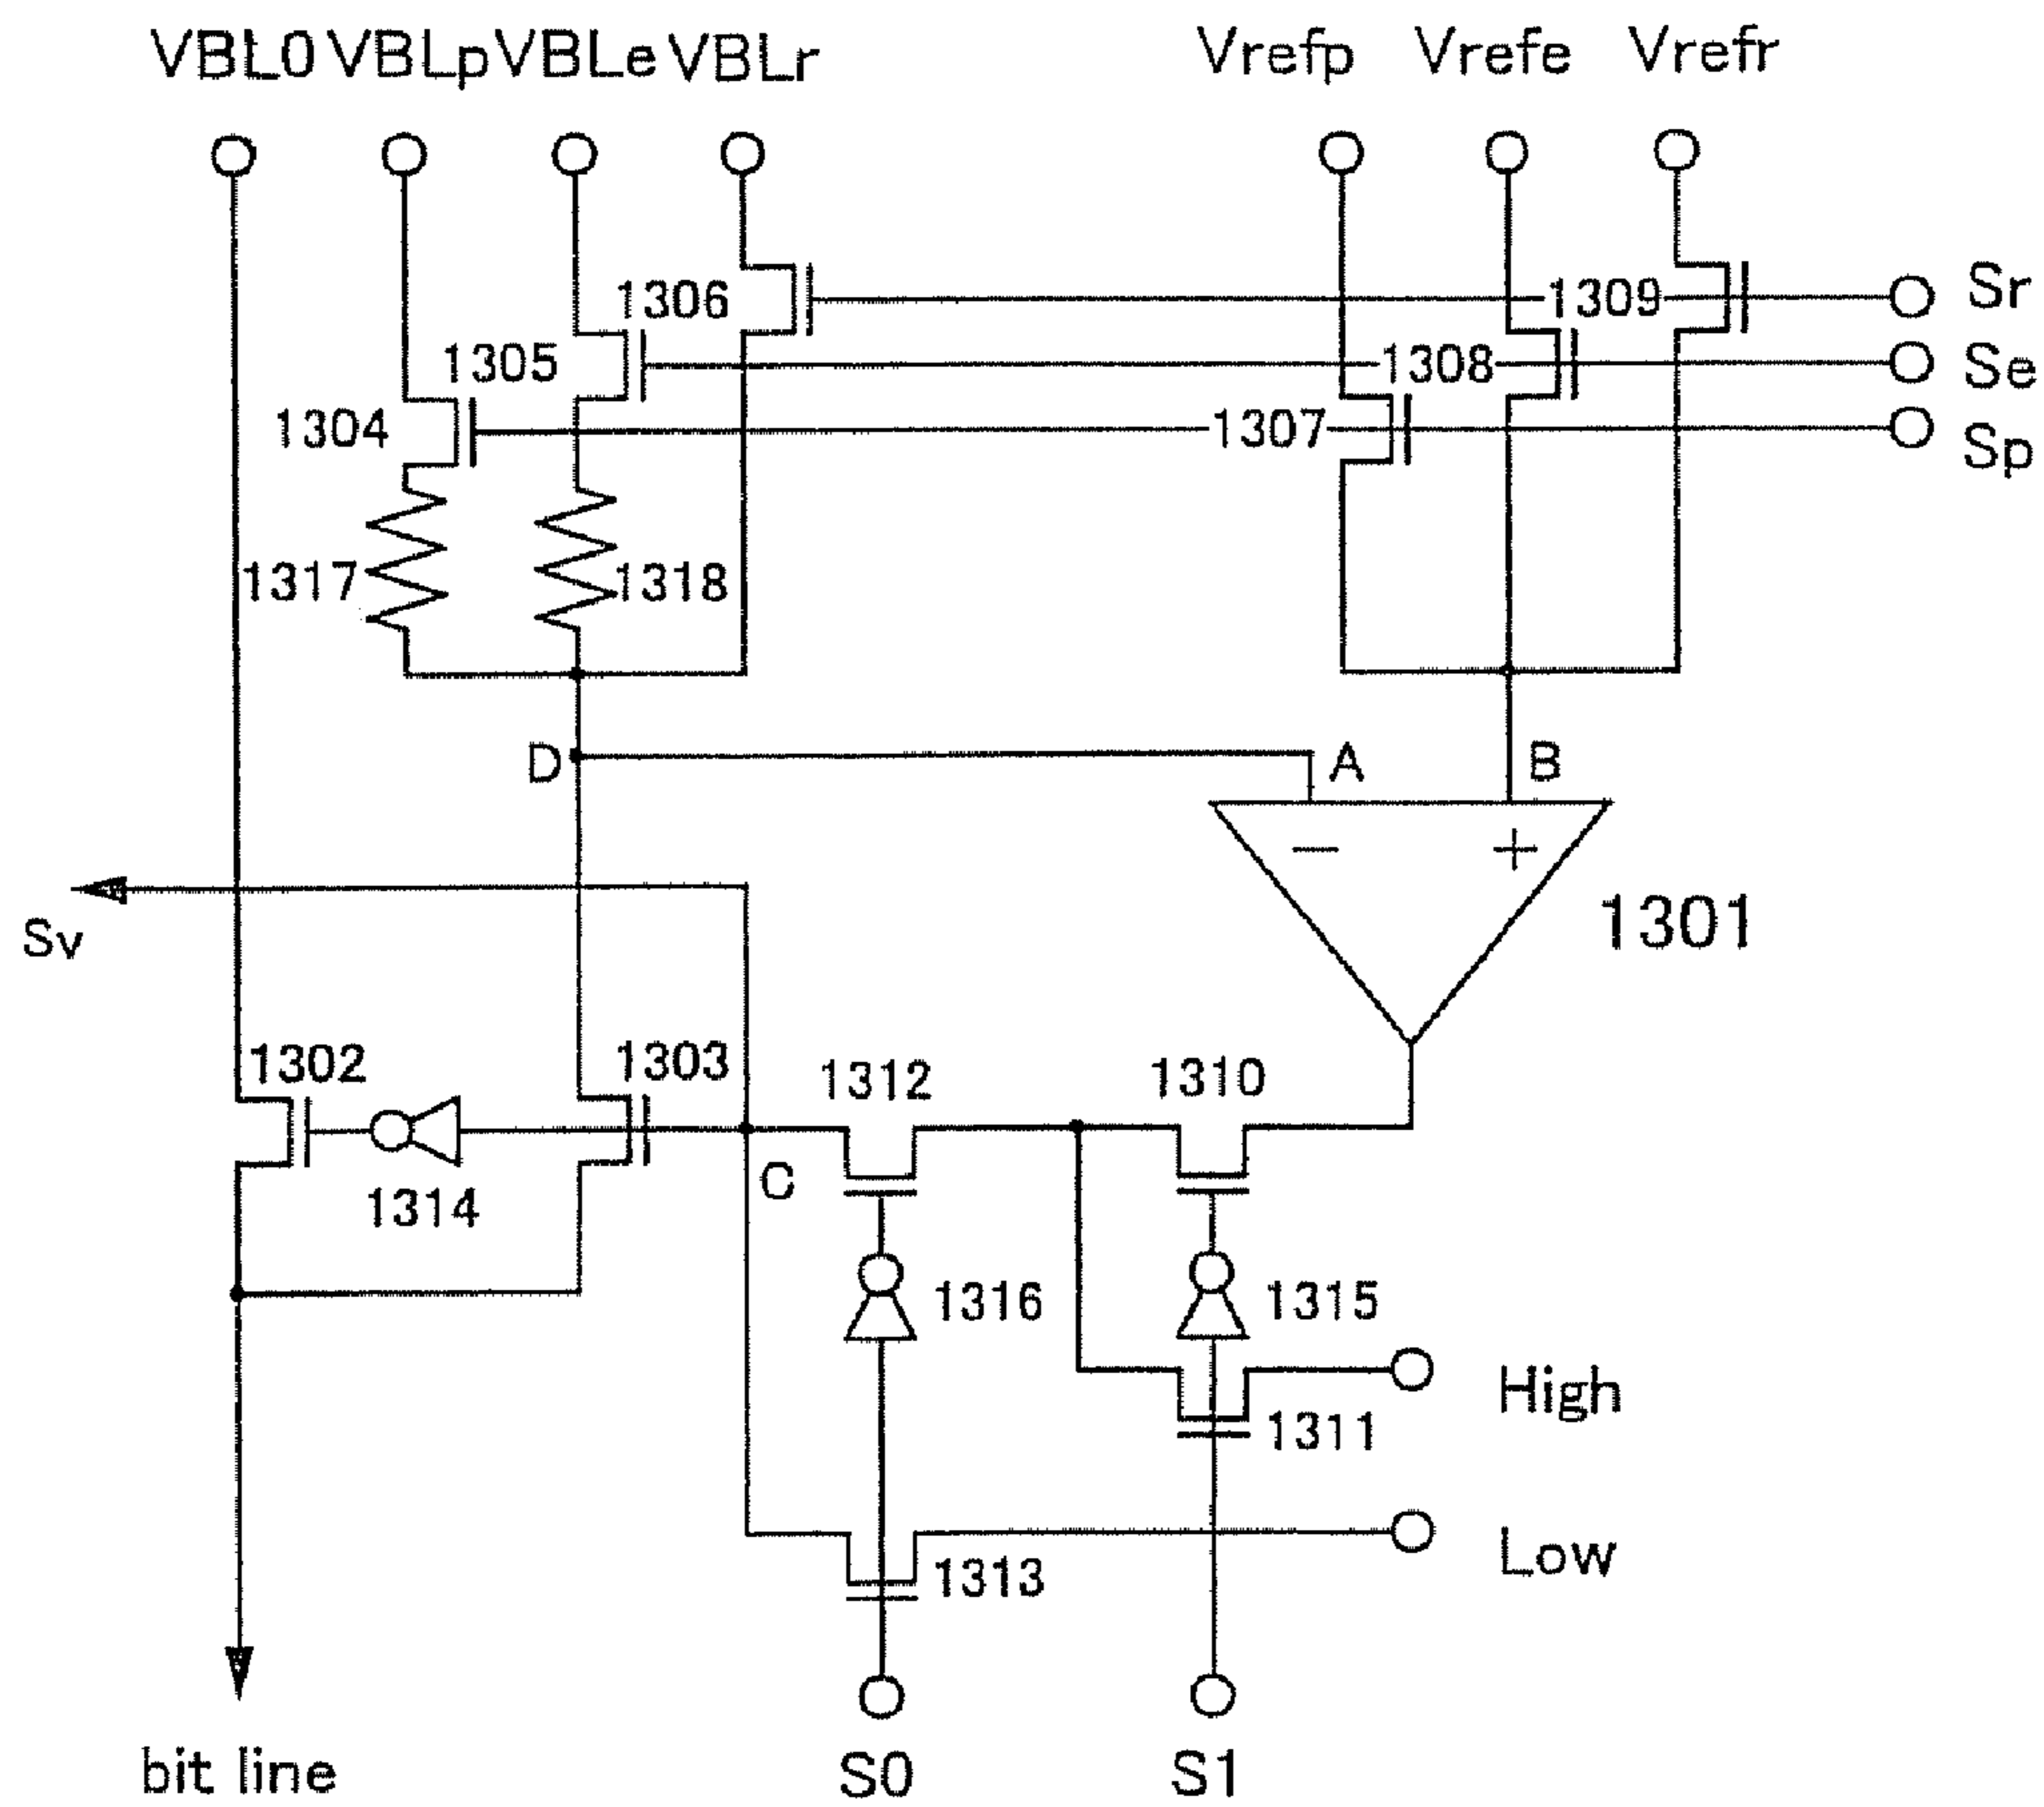 VBL0 VBLp VBLe VBLr Vrefp Vrefe Vrefr
1306 1309 Sr
1305 1308 Se
1304 1307 Sp
1317 1318
D A B
− +
1301
Sv
1302 1303 1312 1310
C
1314
1316 1315
High
1311
Low
1313
bit line S0 S1